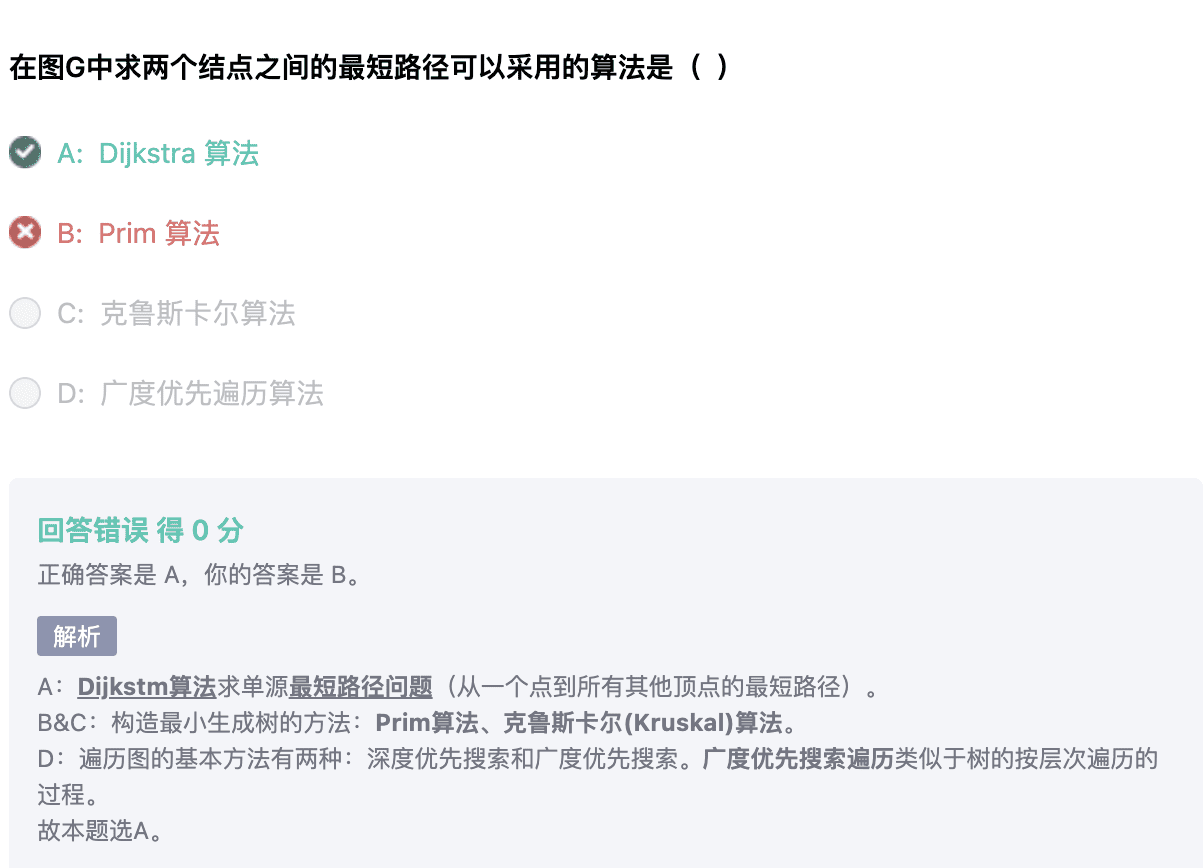 在图G中求两个结点之间的最短路径可以采用的算法是（ ）
A: Dijkstra 算法
B: Prim 算法
C: 克鲁斯卡尔算法
D: 广度优先遍历算法
回答错误 得 0 分
正确答案是 A，你的答案是 B。
解析
A：Dijkstm算法求单源最短路径问题（从一个点到所有其他顶点的最短路径）。
B&C：构造最小生成树的方法：Prim算法、克鲁斯卡尔(Kruskal)算法。
D：遍历图的基本方法有两种：深度优先搜索和广度优先搜索。广度优先搜索遍历类似于树的按层次遍历的
过程。
故本题选A。